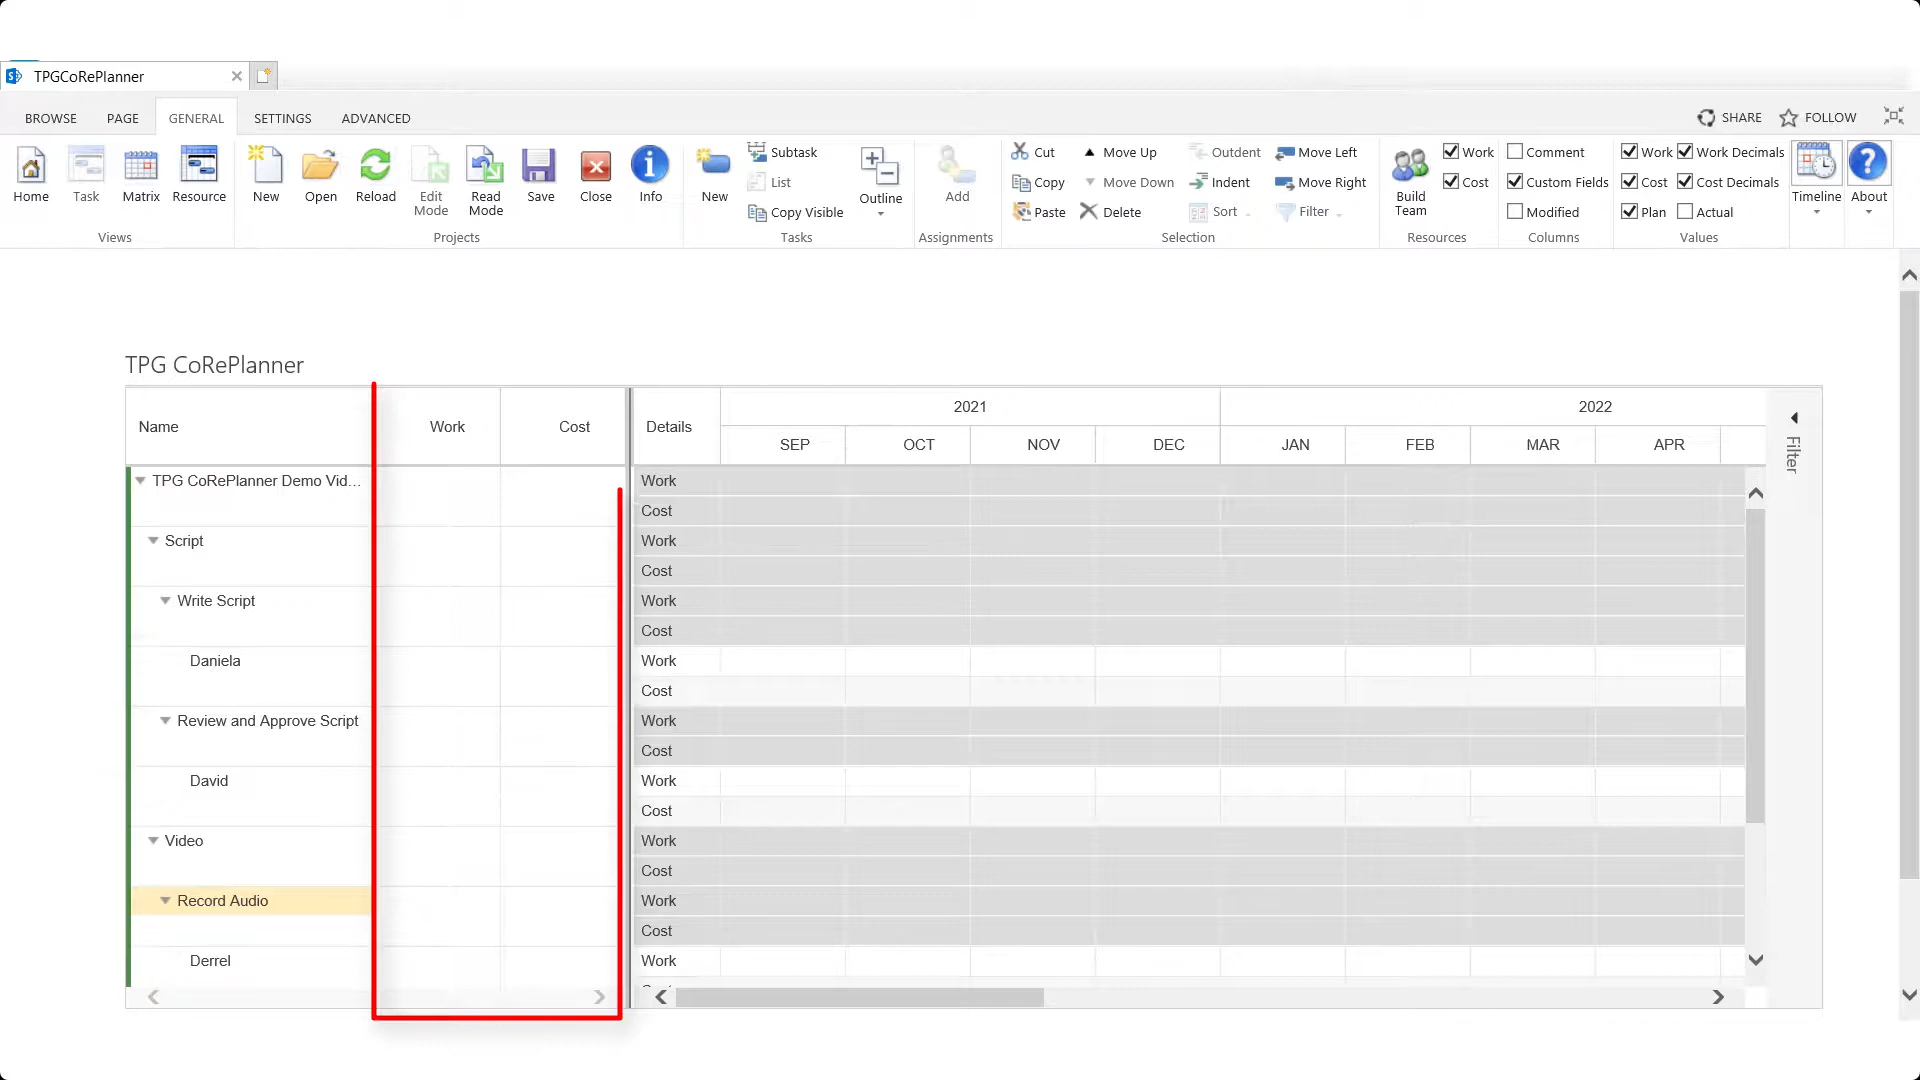 TPGCoRePlanner
BROWSE PAGE GENERAL SETTINGS ADVANCED SHARE FOLLOW
Home Task Matrix Resource
Views
New Open Reload Edit Mode Read Mode Save Close Info
Projects
New Subtask List Copy Visible Outline
Tasks
Add
Assignments
Cut Move Up Outdent Move Left
Copy Move Down Indent Move Right
Paste Delete Sort Filter
Selection
Build Team Work Cost
Resources
Comment
Custom Fields
Modified
Columns
Work Work Decimals
Cost Cost Decimals
Plan Actual
Values
Timeline
About
TPG CoRePlanner
Name Work Cost Details 2021 2022
SEP OCT NOV DEC JAN FEB MAR APR
Filter
TPG CoRePlanner Demo Vid... Work
Cost
Script Work
Cost
Write Script Work
Cost
Daniela Work
Cost
Review and Approve Script Work
Cost
David Work
Cost
Video Work
Cost
Record Audio Work
Cost
Derrel Work